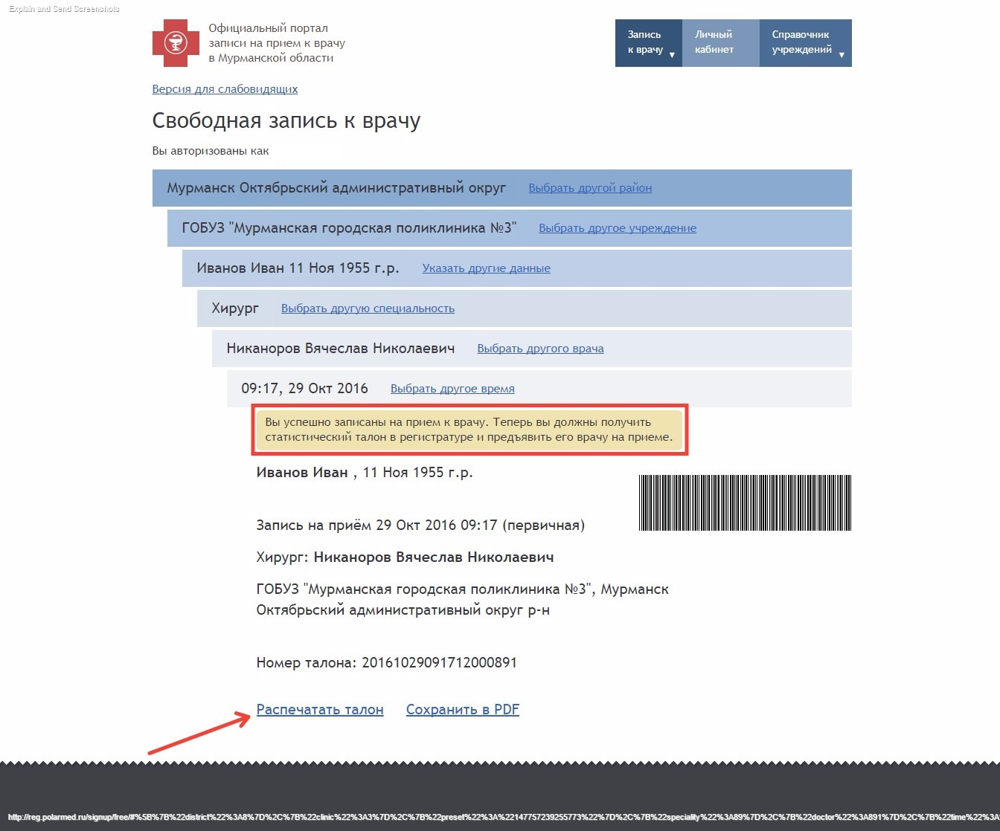 Explain and Send Screenshots
Официальный портал
записи на прием к врачу
в Мурманской области
Запись
к врачу
Личный
кабинет
Справочник
учреждений
Версия для слабовидящих
Свободная запись к врачу
Вы авторизованы как
Мурманск Октябрьский административный округ Выбрать другой район
ГОБУЗ "Мурманская городская поликлиника №3" Выбрать другое учреждение
Иванов Иван 11 Ноя 1955 г.р. Указать другие данные
Хирург Выбрать другую специальность
Никаноров Вячеслав Николаевич Выбрать другого врача
09:17, 29 Окт 2016 Выбрать другое время
Вы успешно записаны на прием к врачу. Теперь вы должны получить
статистический талон в регистратуре и предъявить его врачу на приеме.
Иванов Иван , 11 Ноя 1955 г.р.
Запись на приём 29 Окт 2016 09:17 (первичная)
Хирург: Никаноров Вячеслав Николаевич
ГОБУЗ "Мурманская городская поликлиника №3", Мурманск
Октябрьский административный округ р-н
Номер талона: 20161029091712000891
Распечатать талон Сохранить в PDF
http://reg.polarmed.ru/signup/free/#%5B%7B%22district%22%3A8%7D%2C%7B%22clinic%22%3A3%7D%2C%7B%22preset%22%3A%221477572392557­73%22%7D%2C%7B%22speciality%22%3A89%7D%2C%7B%22doctor%22%3A891%7D%2C%7B%22time%22%3A